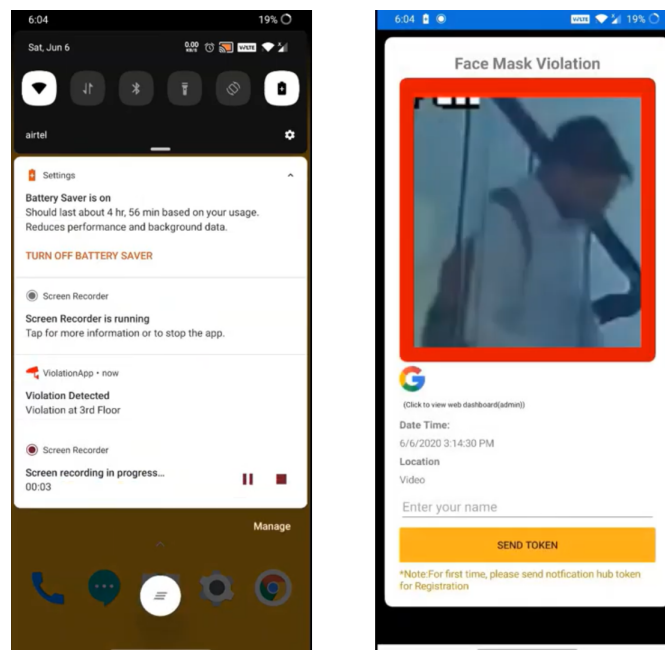 6:04
19%
Sat, Jun 6
0.00
KB/S
VoLTE
airtel
Settings
Battery Saver is on
Should last about 4 hr, 56 min based on your usage.
Reduces performance and background data.
TURN OFF BATTERY SAVER
Screen Recorder
Screen Recorder is running
Tap for more information or to stop the app.
ViolationApp • now
Violation Detected
Violation at 3rd Floor
Screen Recorder
Screen recording in progress...
00:03
Manage
6:04
VoLTE
19%
Face Mask Violation
(Click to view web dashboard(admin))
Date Time:
6/6/2020 3:14:30 PM
Location
Video
Enter your name
SEND TOKEN
*Note:For first time, please send notfication hub token
for Registration